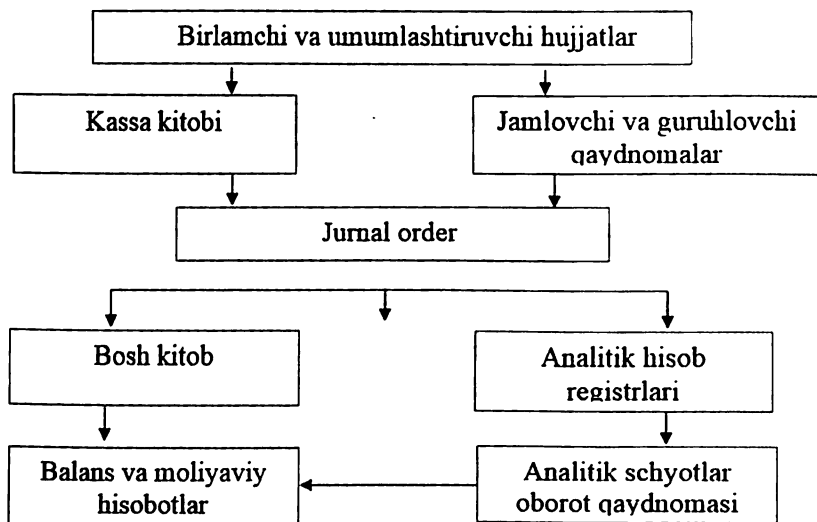 Birlamchi va umumlashtiruvchi hujjatlar
Kassa kitobi
Jamlovchi va guruhlovchi
qaydnomalar
Jurnal order
Bosh kitob
Analitik hisob
registrlari
Balans va moliyaviy
hisobotlar
Analitik schyotlar
oborot qaydnomasi